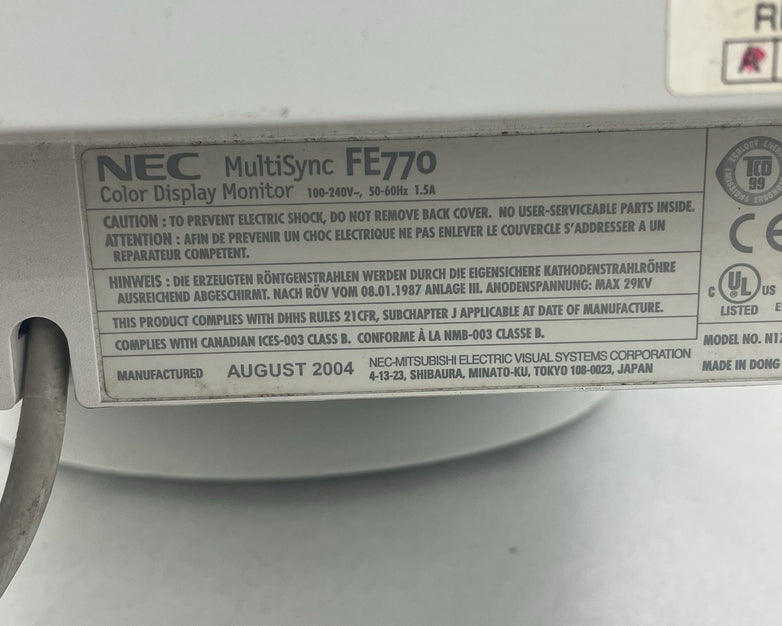 NEC MultiSync FE770
Color Display Monitor 100-240V~, 50-60Hz 1.5A
CAUTION : TO PREVENT ELECTRIC SHOCK, DO NOT REMOVE BACK COVER. NO USER-SERVICEABLE PARTS INSIDE.
ATTENTION : AFIN DE PREVENIR UN CHOC ELECTRIQUE NE PAS ENLEVER LE COUVERCLE S'ADDRESSER A UN
REPARATEUR COMPETENT.
HINWEIS : DIE ERZEUGTEN RÖNTGENSTRAHLEN WERDEN DURCH DIE EIGENSICHERE KATHODENSTRAHLRÖHRE
AUSREICHEND ABGESCHIRMT. NACH RÖV VOM 08.01.1987 ANLAGE III. ANODENSPANNUNG: MAX 29KV
THIS PRODUCT COMPLIES WITH DHHS RULES 21CFR, SUBCHAPTER J APPLICABLE AT DATE OF MANUFACTURE.
COMPLIES WITH CANADIAN ICES-003 CLASS B. CONFORME À LA NMB-003 CLASSE B.
MANUFACTURED AUGUST 2004
NEC-MITSUBISHI ELECTRIC VISUAL SYSTEMS CORPORATION
4-13-23, SHIBAURA, MINATO-KU, TOKYO 108-0023, JAPAN
ECOLOGY
TCO
99
CE
C UL US
LISTED
MODEL NO.
MADE IN DONG